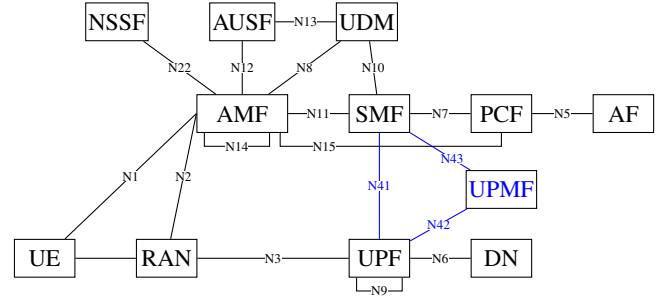 NSSF AUSF N13 UDM
N22 N12 N8 N10
AMF N11 SMF N7 PCF N5 AF
N14 N15 N43
N1 N2 N41 UPMF
N42
UE RAN N3 UPF N6 DN
N9